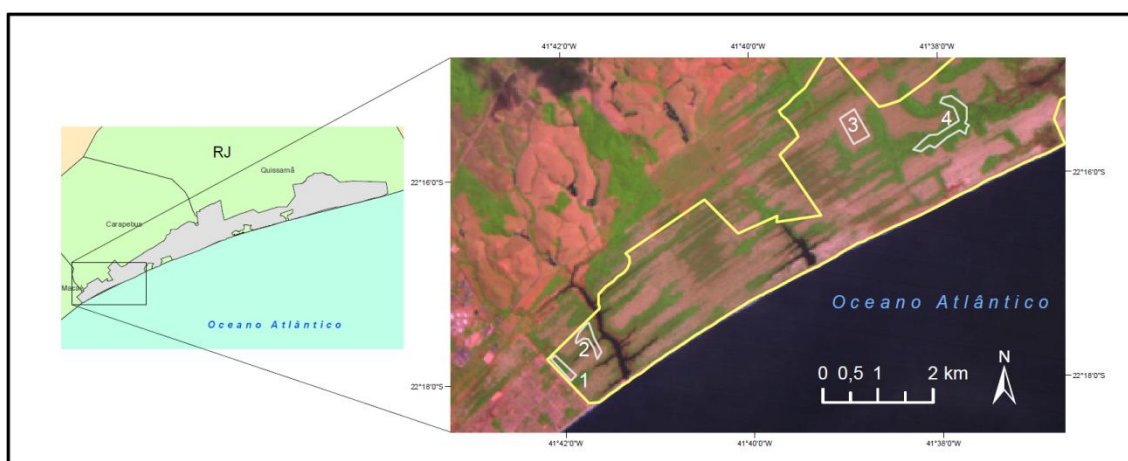 RJ
Quissamã
Carapebus
Macaé
Oceano Atlântico
41°42'0"W
41°40'0"W
41°38'0"W
22°16'0"S
22°16'0"S
3
4
2
1
Oceano Atlântico
N
0 0,5 1 2 km
22°18'0"S
22°18'0"S
41°42'0"W
41°40'0"W
41°38'0"W